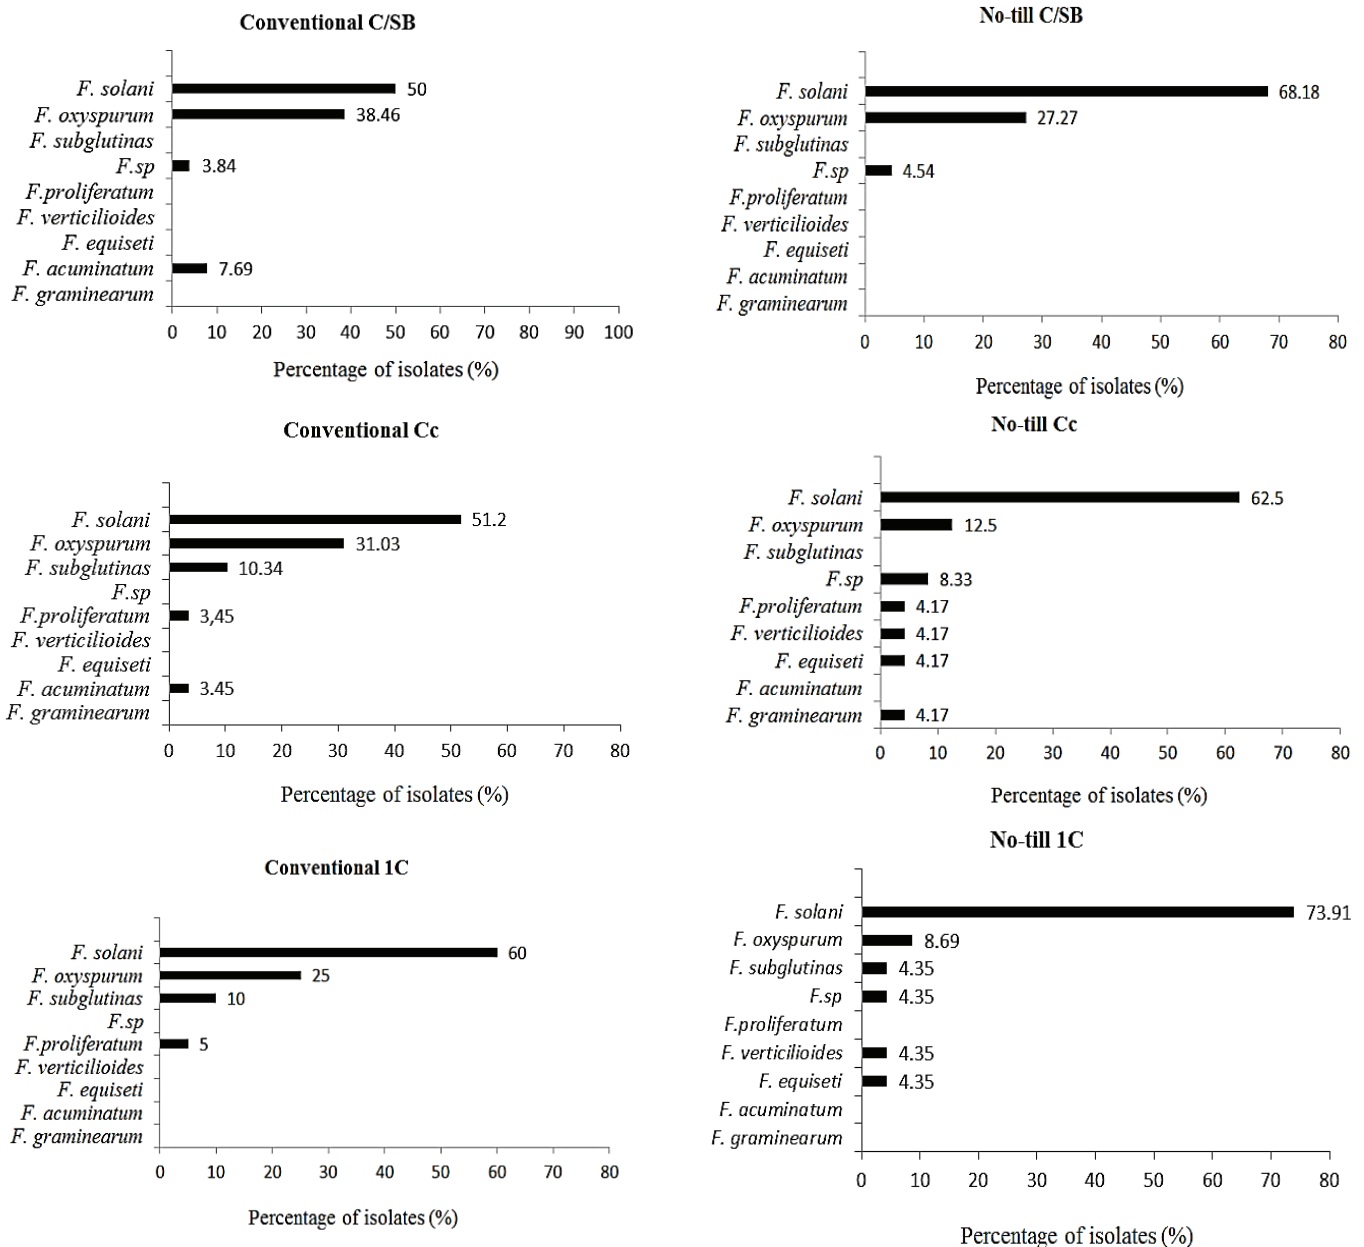 Conventional C/SB
F. solani 50
F. oxyspurum 38.46
F. subglutinas
F.sp 3.84
F.proliferatum
F. verticilioides
F. equiseti
F. acuminatum 7.69
F. graminearum
0 10 20 30 40 50 60 70 80 90 100
Percentage of isolates (%)
No-till C/SB
F. solani 68.18
F. oxyspurum 27.27
F. subglutinas
F.sp 4.54
F.proliferatum
F. verticilioides
F. equiseti
F. acuminatum
F. graminearum
0 10 20 30 40 50 60 70 80
Percentage of isolates (%)
Conventional Cc
F. solani 51.2
F. oxyspurum 31.03
F. subglutinas 10.34
F.sp
F.proliferatum 3,45
F. verticilioides
F. equiseti
F. acuminatum 3.45
F. graminearum
0 10 20 30 40 50 60 70 80
Percentage of isolates (%)
No-till Cc
F. solani 62.5
F. oxyspurum 12.5
F. subglutinas
F.sp 8.33
F.proliferatum 4.17
F. verticilioides 4.17
F. equiseti 4.17
F. acuminatum
F. graminearum 4.17
0 10 20 30 40 50 60 70 80
Percentage of isolates (%)
Conventional 1C
F. solani 60
F. oxyspurum 25
F. subglutinas 10
F.sp
F.proliferatum 5
F. verticilioides
F. equiseti
F. acuminatum
F. graminearum
0 10 20 30 40 50 60 70 80
Percentage of isolates (%)
No-till 1C
F. solani 73.91
F. oxyspurum 8.69
F. subglutinas 4.35
F.sp 4.35
F.proliferatum
F. verticilioides 4.35
F. equiseti 4.35
F. acuminatum
F. graminearum
0 10 20 30 40 50 60 70 80
Percentage of isolates (%)